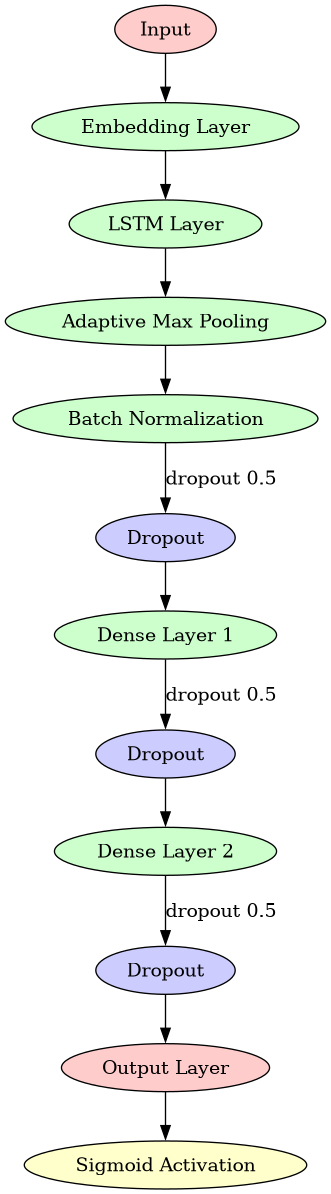 Input
Embedding Layer
LSTM Layer
Adaptive Max Pooling
Batch Normalization
dropout 0.5
Dropout
Dense Layer 1
dropout 0.5
Dropout
Dense Layer 2
dropout 0.5
Dropout
Output Layer
Sigmoid Activation